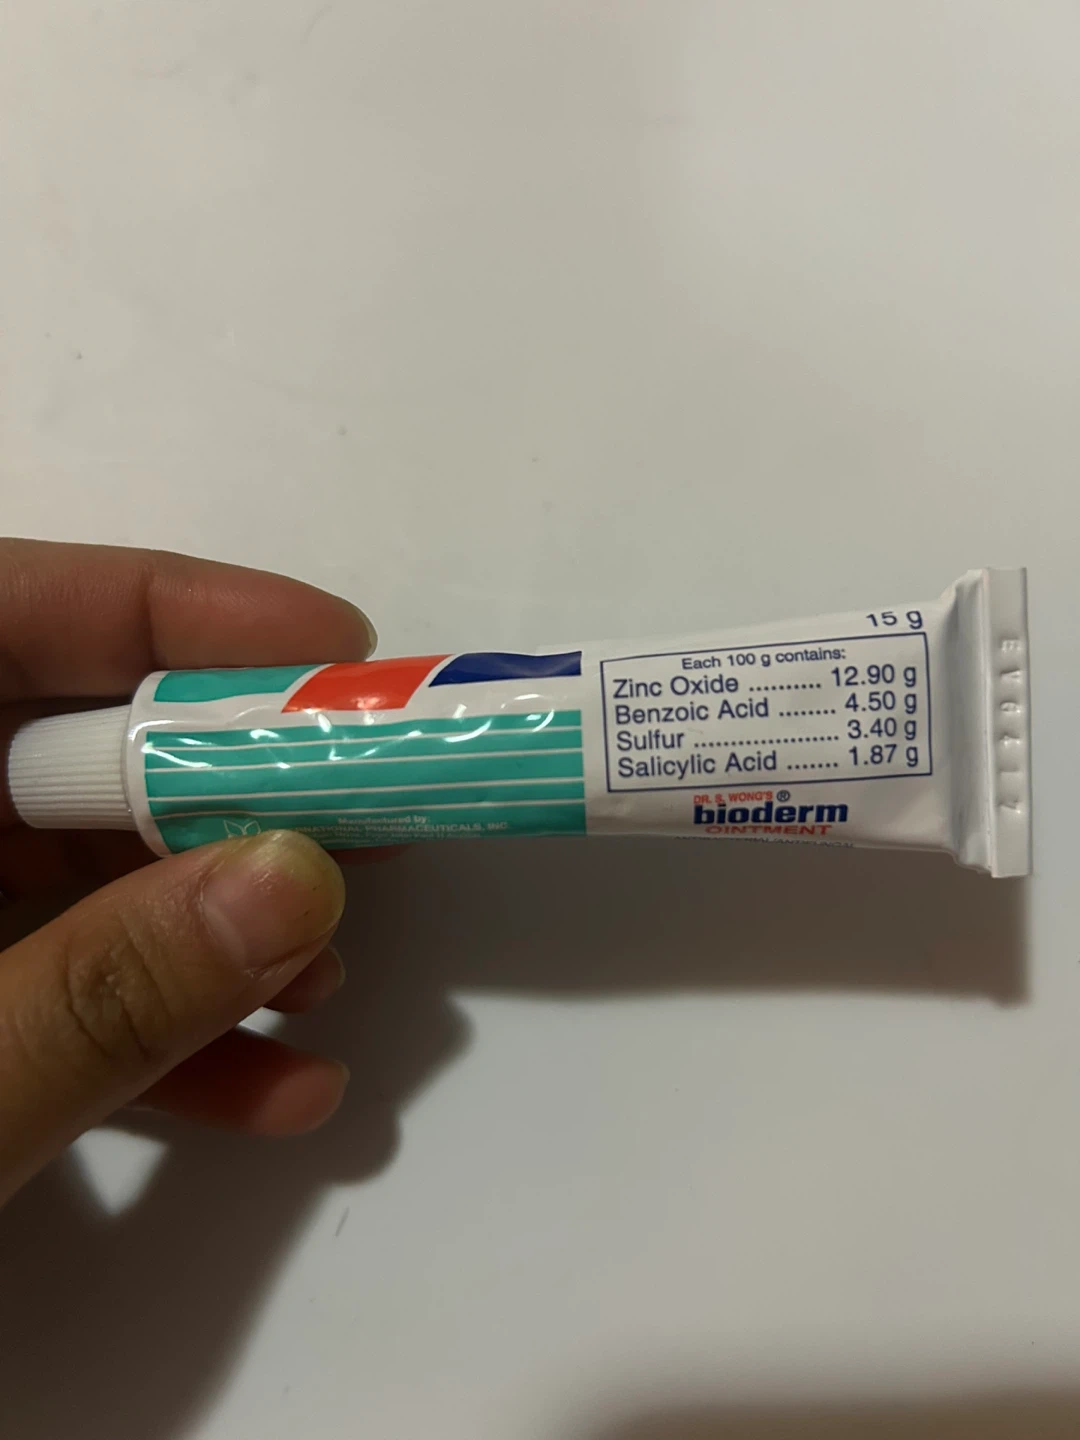 15 g
Each 100 g contains:
Zinc Oxide .......... 12.90 g
Benzoic Acid ........ 4.50 g
Sulfur .................... 3.40 g
Salicylic Acid ....... 1.87 g
DR. S. WONG'S ®
bioderm
OINTMENT
Manufactured by:
PHARMACEUTICALS, INC